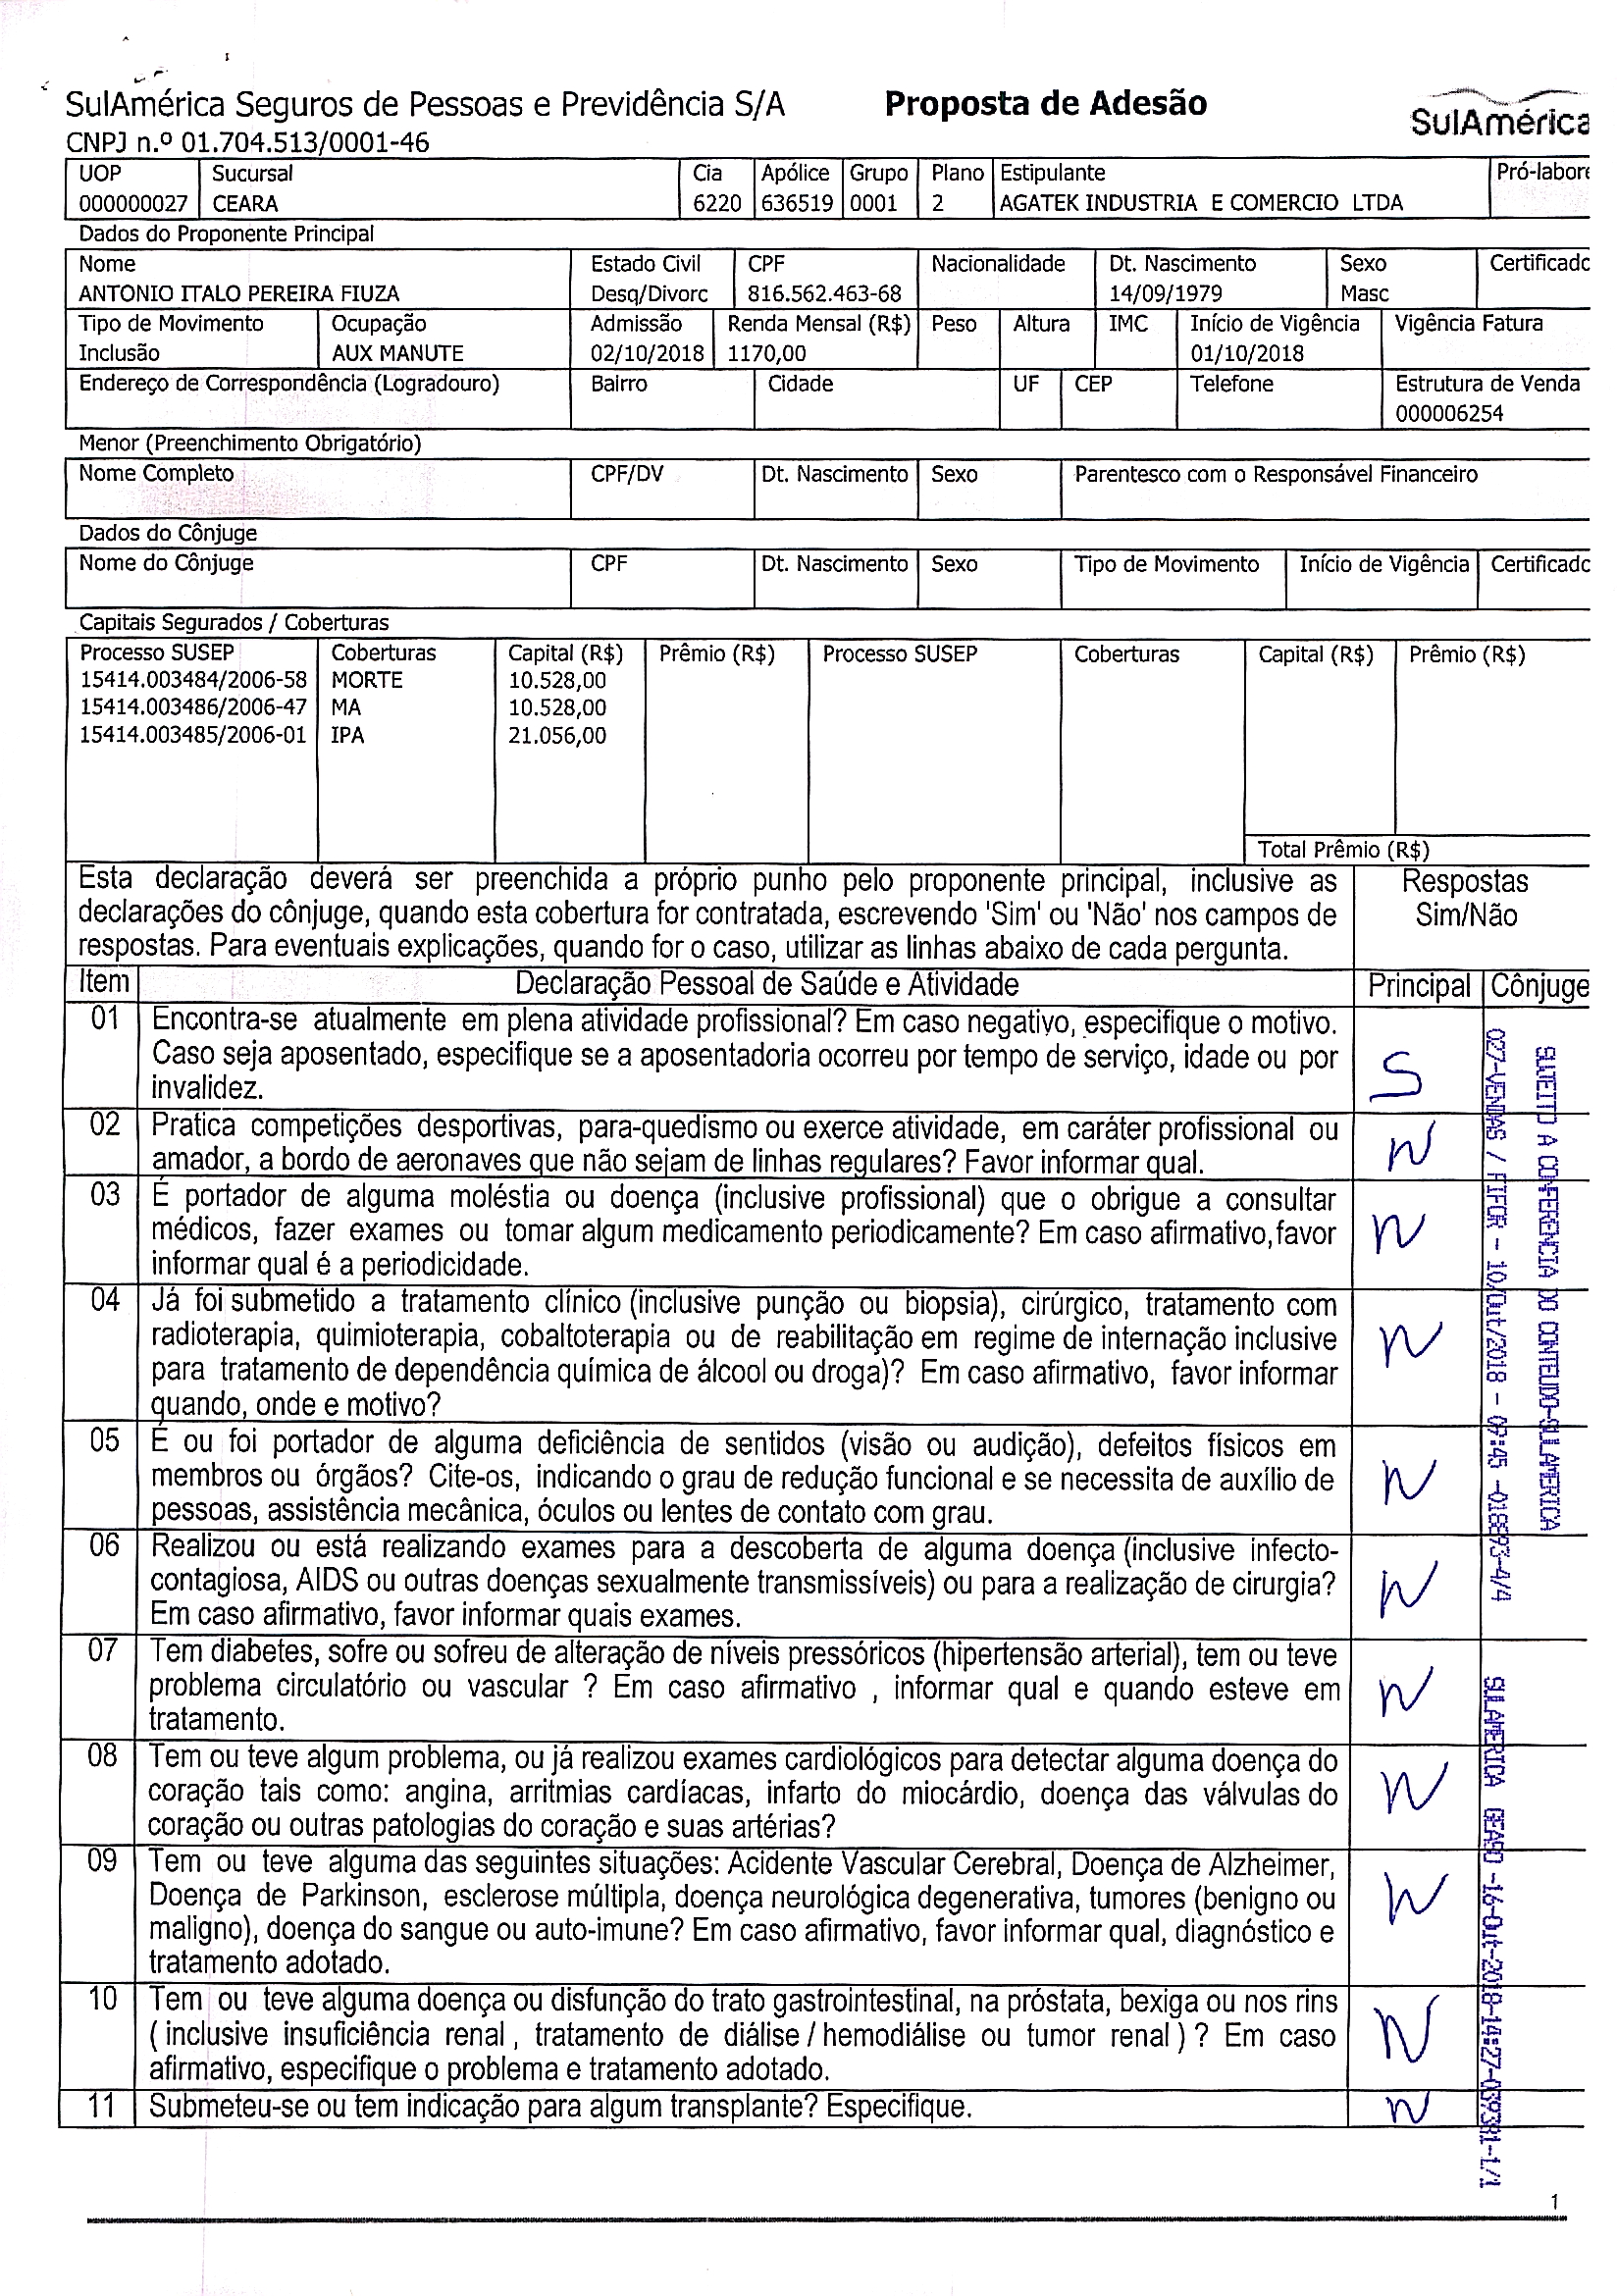 SulAmérica Seguros de Pessoas e Previdência S/A Proposta de Adesão SulAmérica
CNPJ n.º 01.704.513/0001-46
UOP Sucursal Cia Apólice Grupo Plano Estipulante Pró-labore
000000027 CEARA 6220 636519 0001 2 AGATEK INDUSTRIA E COMERCIO LTDA
Dados do Proponente Principal
Nome Estado Civil CPF Nacionalidade Dt. Nascimento Sexo Certificado
ANTONIO ITALO PEREIRA FIUZA Desq/Divorc 816.562.463-68 14/09/1979 Masc
Tipo de Movimento Ocupação Admissão Renda Mensal (R$) Peso Altura IMC Início de Vigência Vigência Fatura
Inclusão AUX MANUTE 02/10/2018 1170,00 01/10/2018
Endereço de Correspondência (Logradouro) Bairro Cidade UF CEP Telefone Estrutura de Venda
000006254
Menor (Preenchimento Obrigatório)
Nome Completo CPF/DV Dt. Nascimento Sexo Parentesco com o Responsável Financeiro
Dados do Cônjuge
Nome do Cônjuge CPF Dt. Nascimento Sexo Tipo de Movimento Início de Vigência Certificado
Capitais Segurados / Coberturas
Processo SUSEP Coberturas Capital (R$) Prêmio (R$) Processo SUSEP Coberturas Capital (R$) Prêmio (R$)
15414.003484/2006-58 MORTE 10.528,00
15414.003486/2006-47 MA 10.528,00
15414.003485/2006-01 IPA 21.056,00
Total Prêmio (R$)
Esta declaração deverá ser preenchida a próprio punho pelo proponente principal, inclusive as Respostas
declarações do cônjuge, quando esta cobertura for contratada, escrevendo 'Sim' ou 'Não' nos campos de Sim/Não
respostas. Para eventuais explicações, quando for o caso, utilizar as linhas abaixo de cada pergunta.
Item Declaração Pessoal de Saúde e Atividade Principal Cônjuge
01 Encontra-se atualmente em plena atividade profissional? Em caso negativo, especifique o motivo.
Caso seja aposentado, especifique se a aposentadoria ocorreu por tempo de serviço, idade ou por S
invalidez.
02 Pratica competições desportivas, para-quedismo ou exerce atividade, em caráter profissional ou N
amador, a bordo de aeronaves que não sejam de linhas regulares? Favor informar qual.
03 É portador de alguma moléstia ou doença (inclusive profissional) que o obrigue a consultar
médicos, fazer exames ou tomar algum medicamento periodicamente? Em caso afirmativo,favor N
informar qual é a periodicidade.
04 Já foi submetido a tratamento clínico (inclusive punção ou biopsia), cirúrgico, tratamento com
radioterapia, quimioterapia, cobaltoterapia ou de reabilitação em regime de internação inclusive N
para tratamento de dependência química de álcool ou droga)? Em caso afirmativo, favor informar
quando, onde e motivo?
05 É ou foi portador de alguma deficiência de sentidos (visão ou audição), defeitos físicos em
membros ou órgãos? Cite-os, indicando o grau de redução funcional e se necessita de auxílio de N
pessoas, assistência mecânica, óculos ou lentes de contato com grau.
06 Realizou ou está realizando exames para a descoberta de alguma doença (inclusive infecto-
contagiosa, AIDS ou outras doenças sexualmente transmissíveis) ou para a realização de cirurgia? N
Em caso afirmativo, favor informar quais exames.
07 Tem diabetes, sofre ou sofreu de alteração de níveis pressóricos (hipertensão arterial), tem ou teve
problema circulatório ou vascular ? Em caso afirmativo , informar qual e quando esteve em N
tratamento.
08 Tem ou teve algum problema, ou já realizou exames cardiológicos para detectar alguma doença do
coração tais como: angina, arritmias cardíacas, infarto do miocárdio, doença das válvulas do N
coração ou outras patologias do coração e suas artérias?
09 Tem ou teve alguma das seguintes situações: Acidente Vascular Cerebral, Doença de Alzheimer,
Doença de Parkinson, esclerose múltipla, doença neurológica degenerativa, tumores (benigno ou N
maligno), doença do sangue ou auto-imune? Em caso afirmativo, favor informar qual, diagnóstico e
tratamento adotado.
10 Tem ou teve alguma doença ou disfunção do trato gastrointestinal, na próstata, bexiga ou nos rins
( inclusive insuficiência renal , tratamento de diálise / hemodiálise ou tumor renal ) ? Em caso N
afirmativo, especifique o problema e tratamento adotado.
11 Submeteu-se ou tem indicação para algum transplante? Especifique. N
SUJEITO A CONFERENCIA DO CONTEUDO-SULAMERICA
027-VENDAS / FIFOR - 10/Out/2018 - 07:45 -018893-4/4
SULAMERICA GEARD -16-Out-2018-14:27-09381-1/1
1